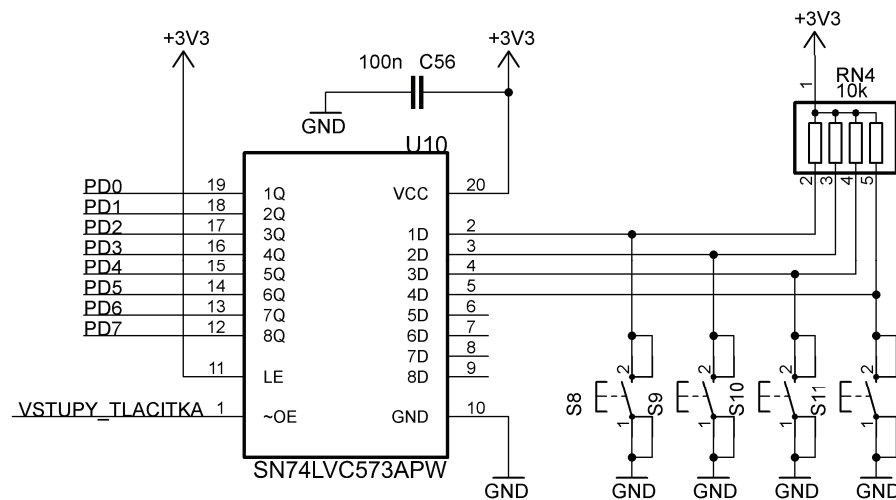 +3V3
+3V3
+3V3
100n C56
GND
RN4
10k
1
2 3 4 5
U10
PD0 19 1Q VCC 20
PD1 18 2Q
PD2 17 3Q 1D 2
PD3 16 4Q 2D 3
PD4 15 5Q 3D 4
PD5 14 6Q 4D 5
PD6 13 7Q 5D 6
PD7 12 8Q 6D 7
7D 8
11 LE 8D 9
VSTUPY_TLACITKA 1 ~OE GND 10
SN74LVC573APW
S8 2 1
S9 2 1
S10 2 1
S11 2 1
GND GND GND GND GND